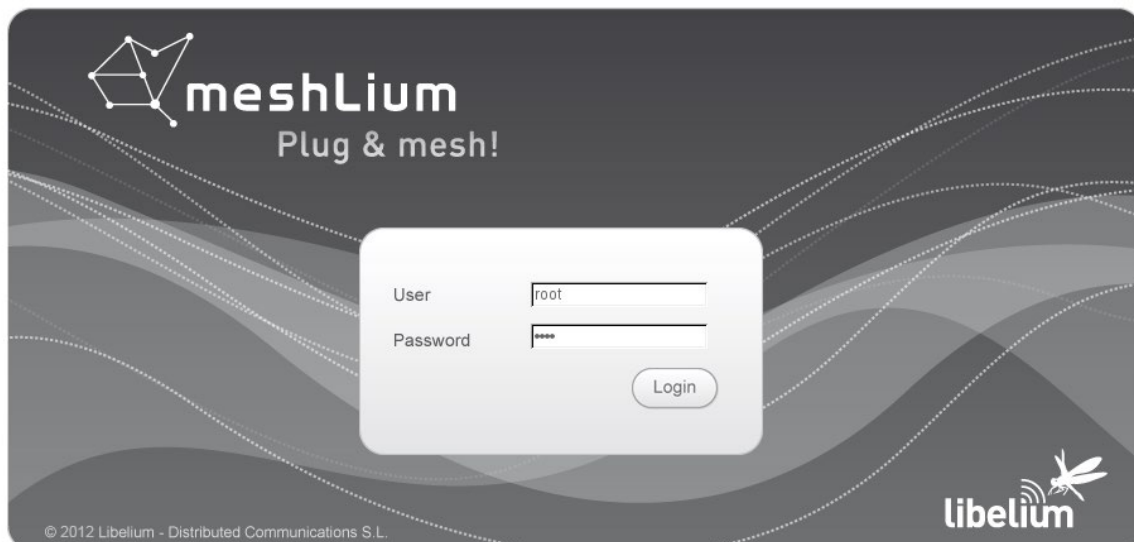 meshLium
Plug & mesh!
User
root
Password
••••
Login
libelium
© 2012 Libelium - Distributed Communications S.L.